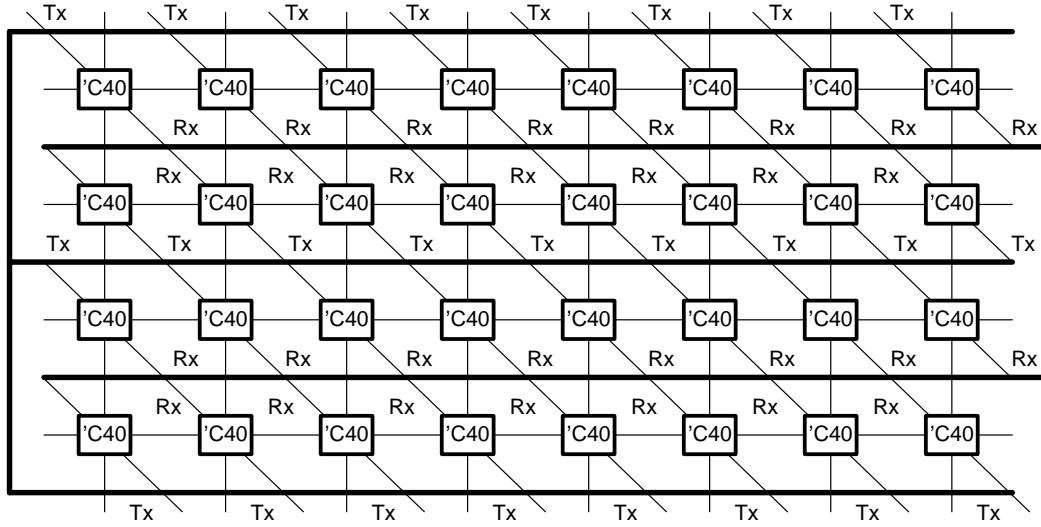 Tx Tx Tx Tx Tx Tx Tx Tx
’C40 ’C40 ’C40 ’C40 ’C40 ’C40 ’C40 ’C40
Rx Rx Rx Rx Rx Rx Rx Rx
Rx Rx Rx Rx Rx Rx Rx
’C40 ’C40 ’C40 ’C40 ’C40 ’C40 ’C40 ’C40
Tx Tx Tx Tx Tx Tx Tx Tx Tx
’C40 ’C40 ’C40 ’C40 ’C40 ’C40 ’C40 ’C40
Rx Rx Rx Rx Rx Rx Rx Rx
Rx Rx Rx Rx Rx Rx Rx
’C40 ’C40 ’C40 ’C40 ’C40 ’C40 ’C40 ’C40
Tx Tx Tx Tx Tx Tx Tx Tx